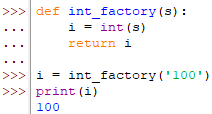 >>> def int_factory(s):
...     i = int(s)
...     return i
...
>>> i = int_factory('100')
>>> print(i)
100